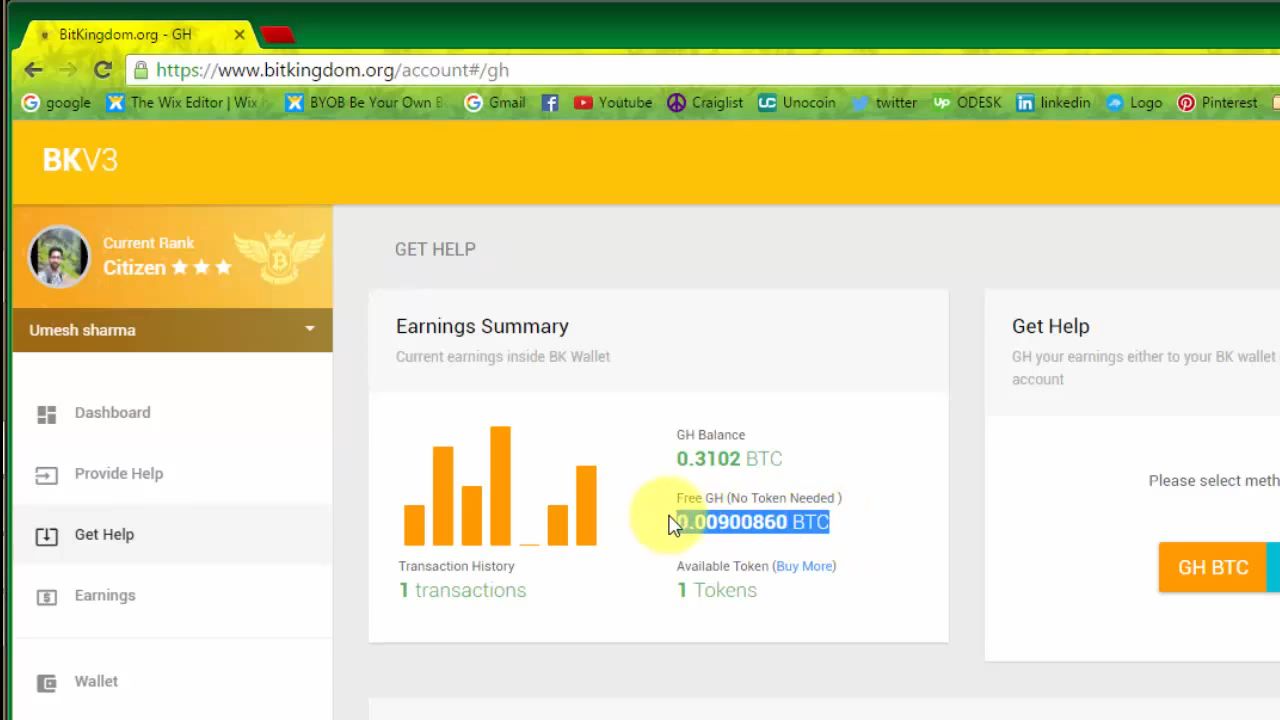 BitKingdom.org - GH
https://www.bitkingdom.org/account#/gh
google The Wix Editor | Wix BYOB Be Your Own B Gmail Youtube Craiglist Unocoin twitter ODESK linkedin Logo Pinterest
BKV3
Current Rank
Citizen
Umesh sharma
Dashboard
Provide Help
Get Help
Earnings
Wallet
GET HELP
Earnings Summary
Current earnings inside BK Wallet
Transaction History
1 transactions
GH Balance
0.3102 BTC
Free GH (No Token Needed )
0.00900860 BTC
Available Token (Buy More)
1 Tokens
Get Help
GH your earnings either to your BK wallet
account
Please select meth
GH BTC